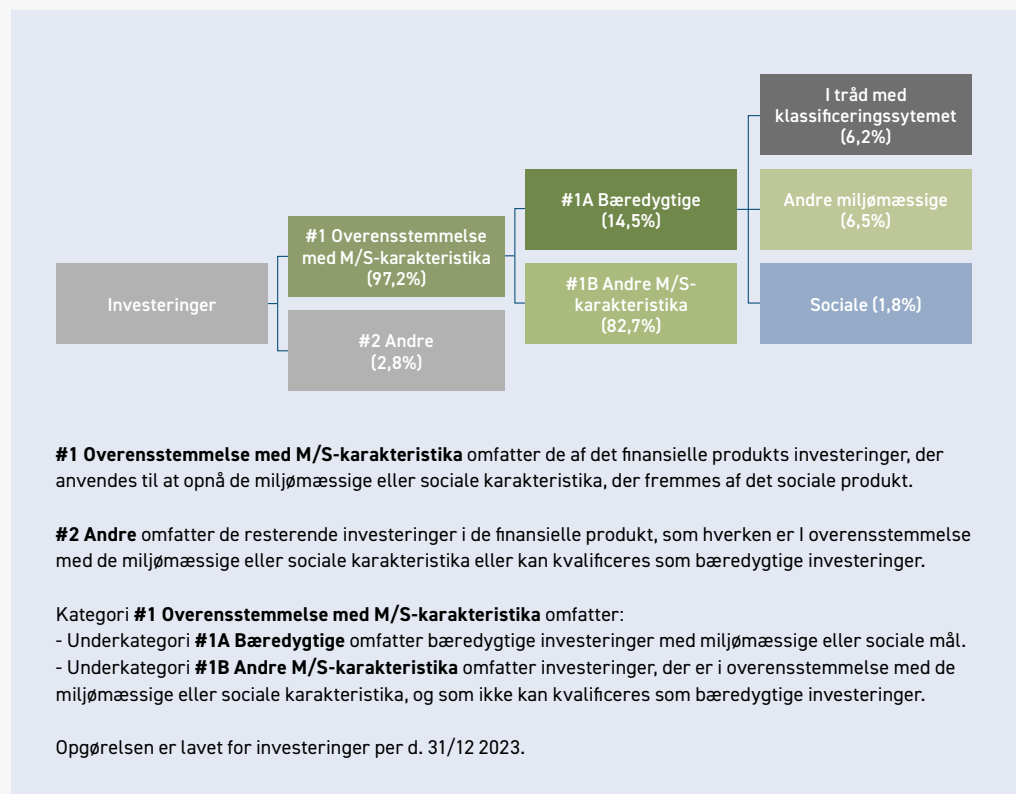 Investeringer
#1 Overensstemmelse
med M/S-karakteristika
(97,2%)
#2 Andre
(2,8%)
#1A Bæredygtige
(14,5%)
#1B Andre M/S-
karakteristika
(82,7%)
I tråd med
klassificeringssytemet
(6,2%)
Andre miljømæssige
(6,5%)
Sociale (1,8%)
#1 Overensstemmelse med M/S-karakteristika omfatter de af det finansielle produkts investeringer, der
anvendes til at opnå de miljømæssige eller sociale karakteristika, der fremmes af det sociale produkt.
#2 Andre omfatter de resterende investeringer i de finansielle produkt, som hverken er I overensstemmelse
med de miljømæssige eller sociale karakteristika eller kan kvalificeres som bæredygtige investeringer.
Kategori #1 Overensstemmelse med M/S-karakteristika omfatter:
- Underkategori #1A Bæredygtige omfatter bæredygtige investeringer med miljømæssige eller sociale mål.
- Underkategori #1B Andre M/S-karakteristika omfatter investeringer, der er i overensstemmelse med de
miljømæssige eller sociale karakteristika, og som ikke kan kvalificeres som bæredygtige investeringer.
Opgørelsen er lavet for investeringer per d. 31/12 2023.